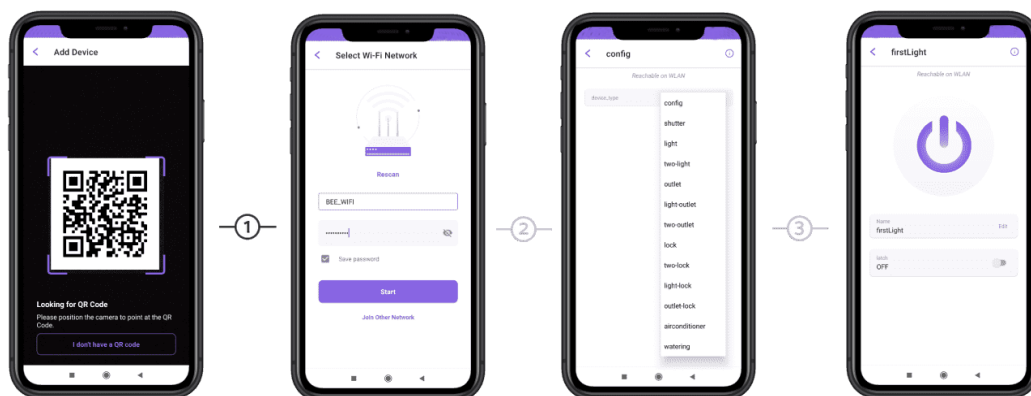 Add Device
Looking for QR Code
Please position the camera to point at the QR
Code.
I don't have a QR code
1
Select Wi-Fi Network
Rescan
BEE_WIFI
Save password
Start
Join Other Network
2
config
Reachable on WLAN
device_type
config
shutter
light
two-light
outlet
light-outlet
two-outlet
lock
two-lock
light-lock
outlet-lock
airconditioner
watering
3
firstLight
Reachable on WLAN
Name
firstLight
Edit
OFF